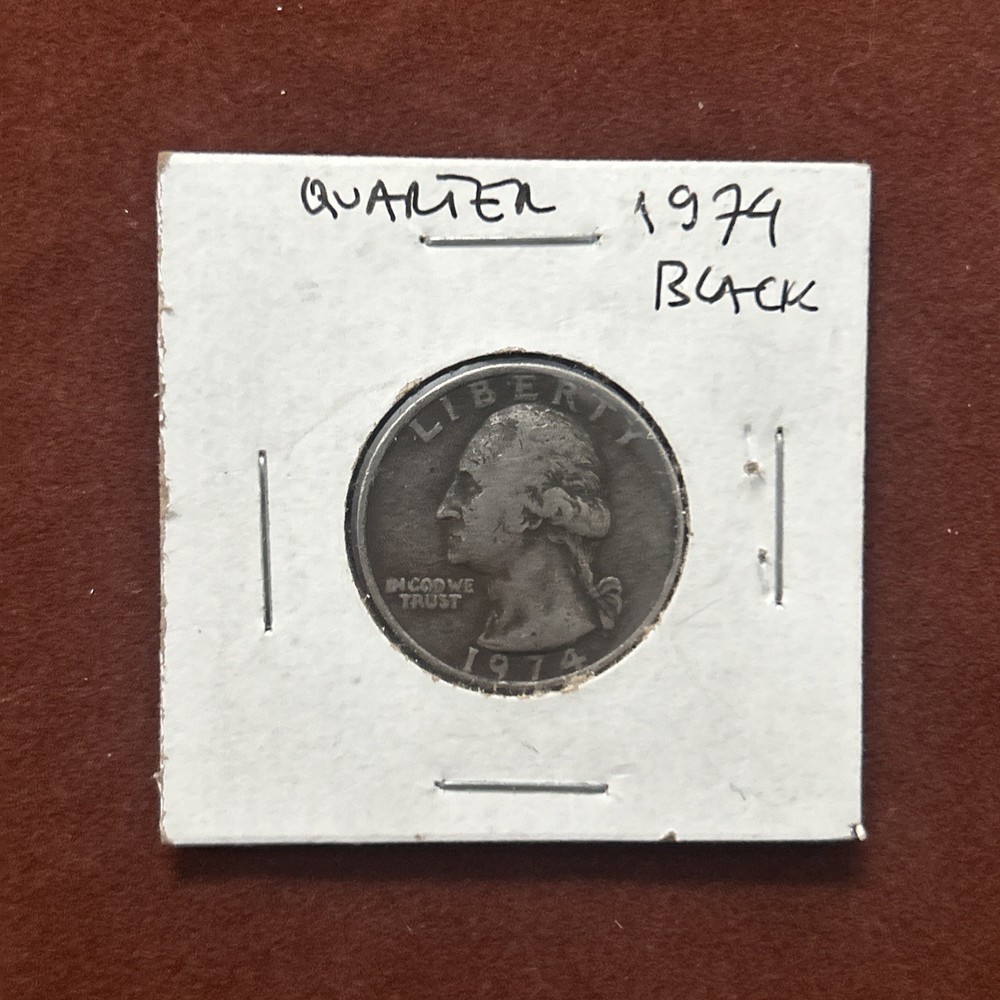 QUARTER 1974
BLACK
LIBERTY
IN GOD WE
TRUST
1974